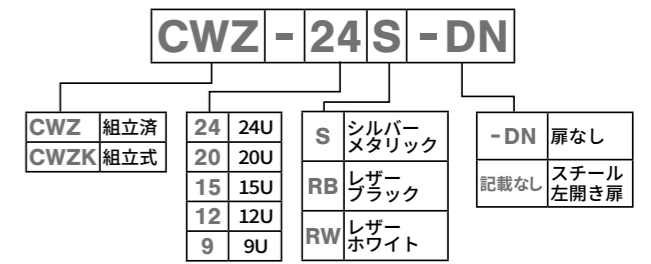 CWZ - 24 S - DN
CWZ 組立済
CWZK 組立式
24 24U
20 20U
15 15U
12 12U
9 9U
S シルバー
メタリック
RB レザー
ブラック
RW レザー
ホワイト
- DN 扉なし
記載なし スチール
左開き扉